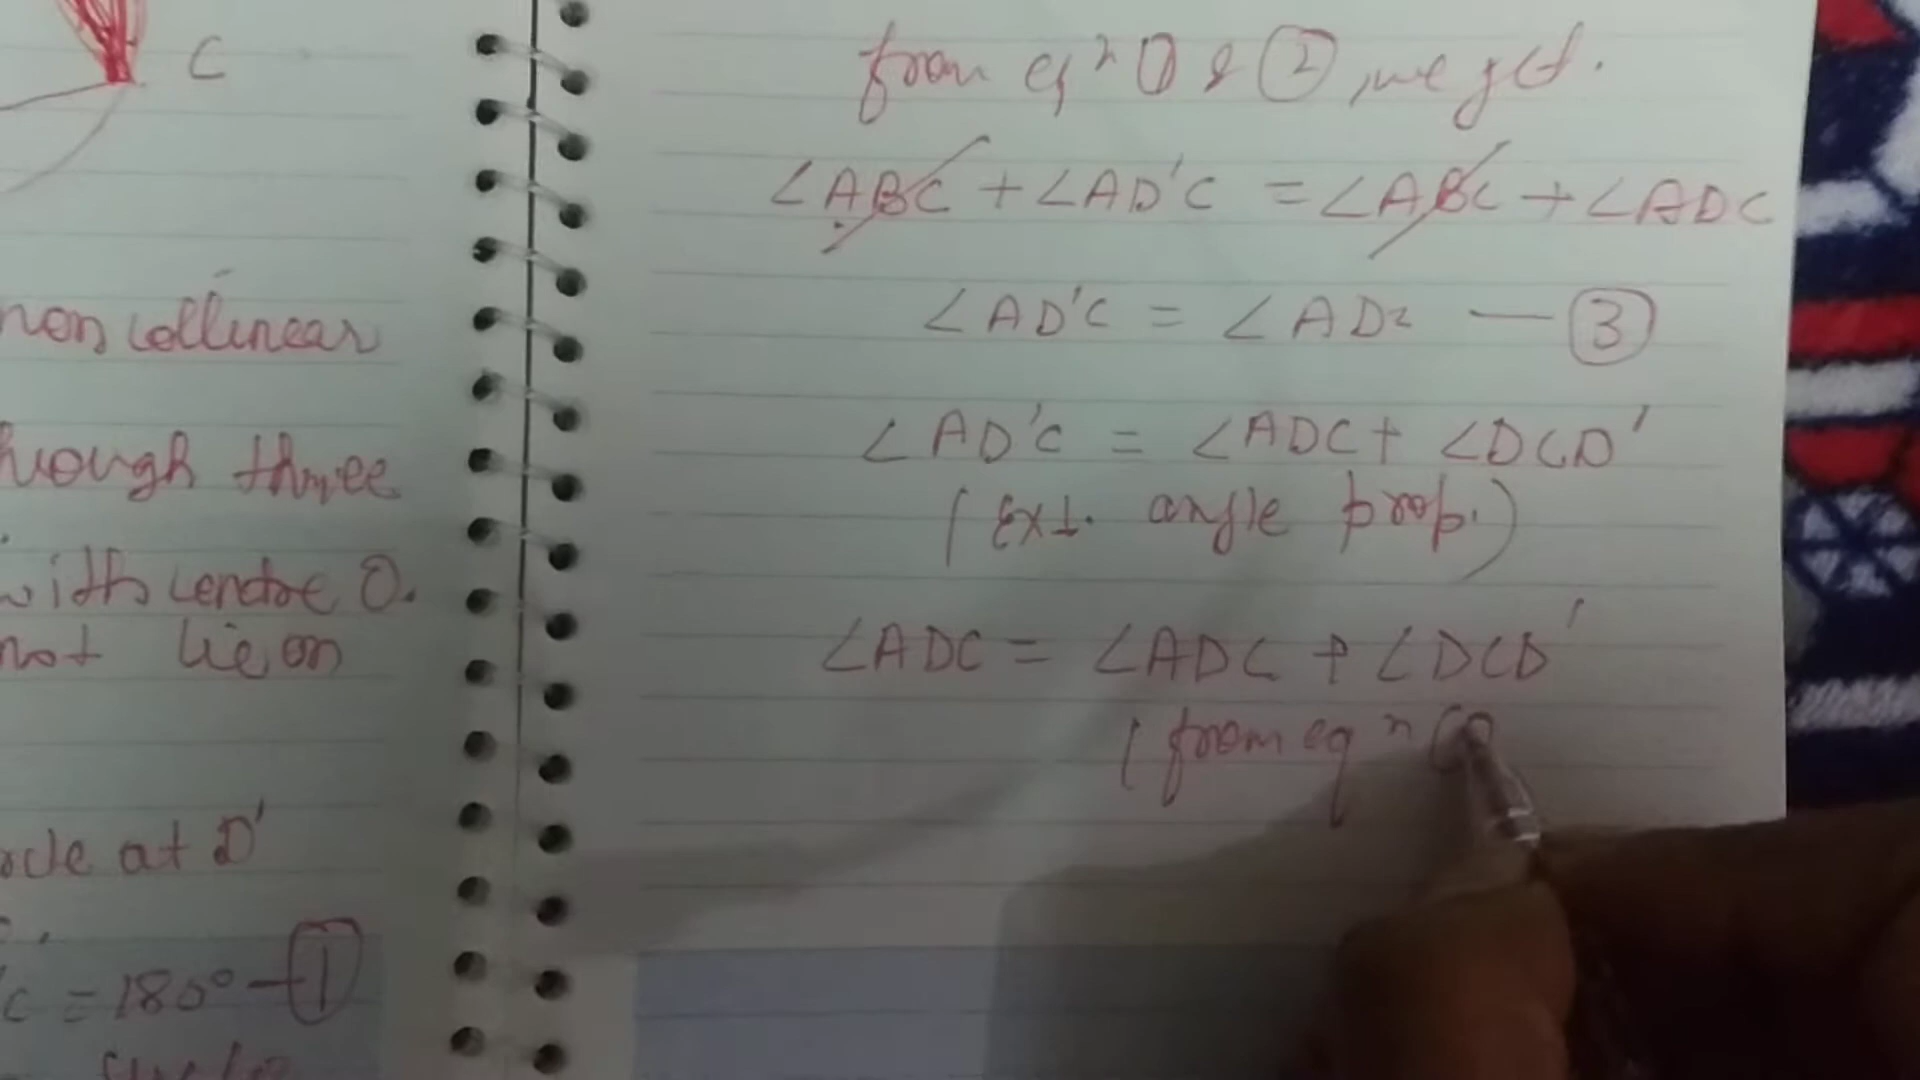 C
non collinear
through three
with centre O.
not lie on
at D'
C = 180° — ①
from eqⁿ ① & ②, we get.
∠ABC + ∠AD'C = ∠ABC + ∠ADC
∠AD'C = ∠ADC — ③
∠AD'C = ∠ADC + ∠DCD'
(Ext. angle prop.)
∠ADC = ∠ADC + ∠DCD'
(from eqⁿ